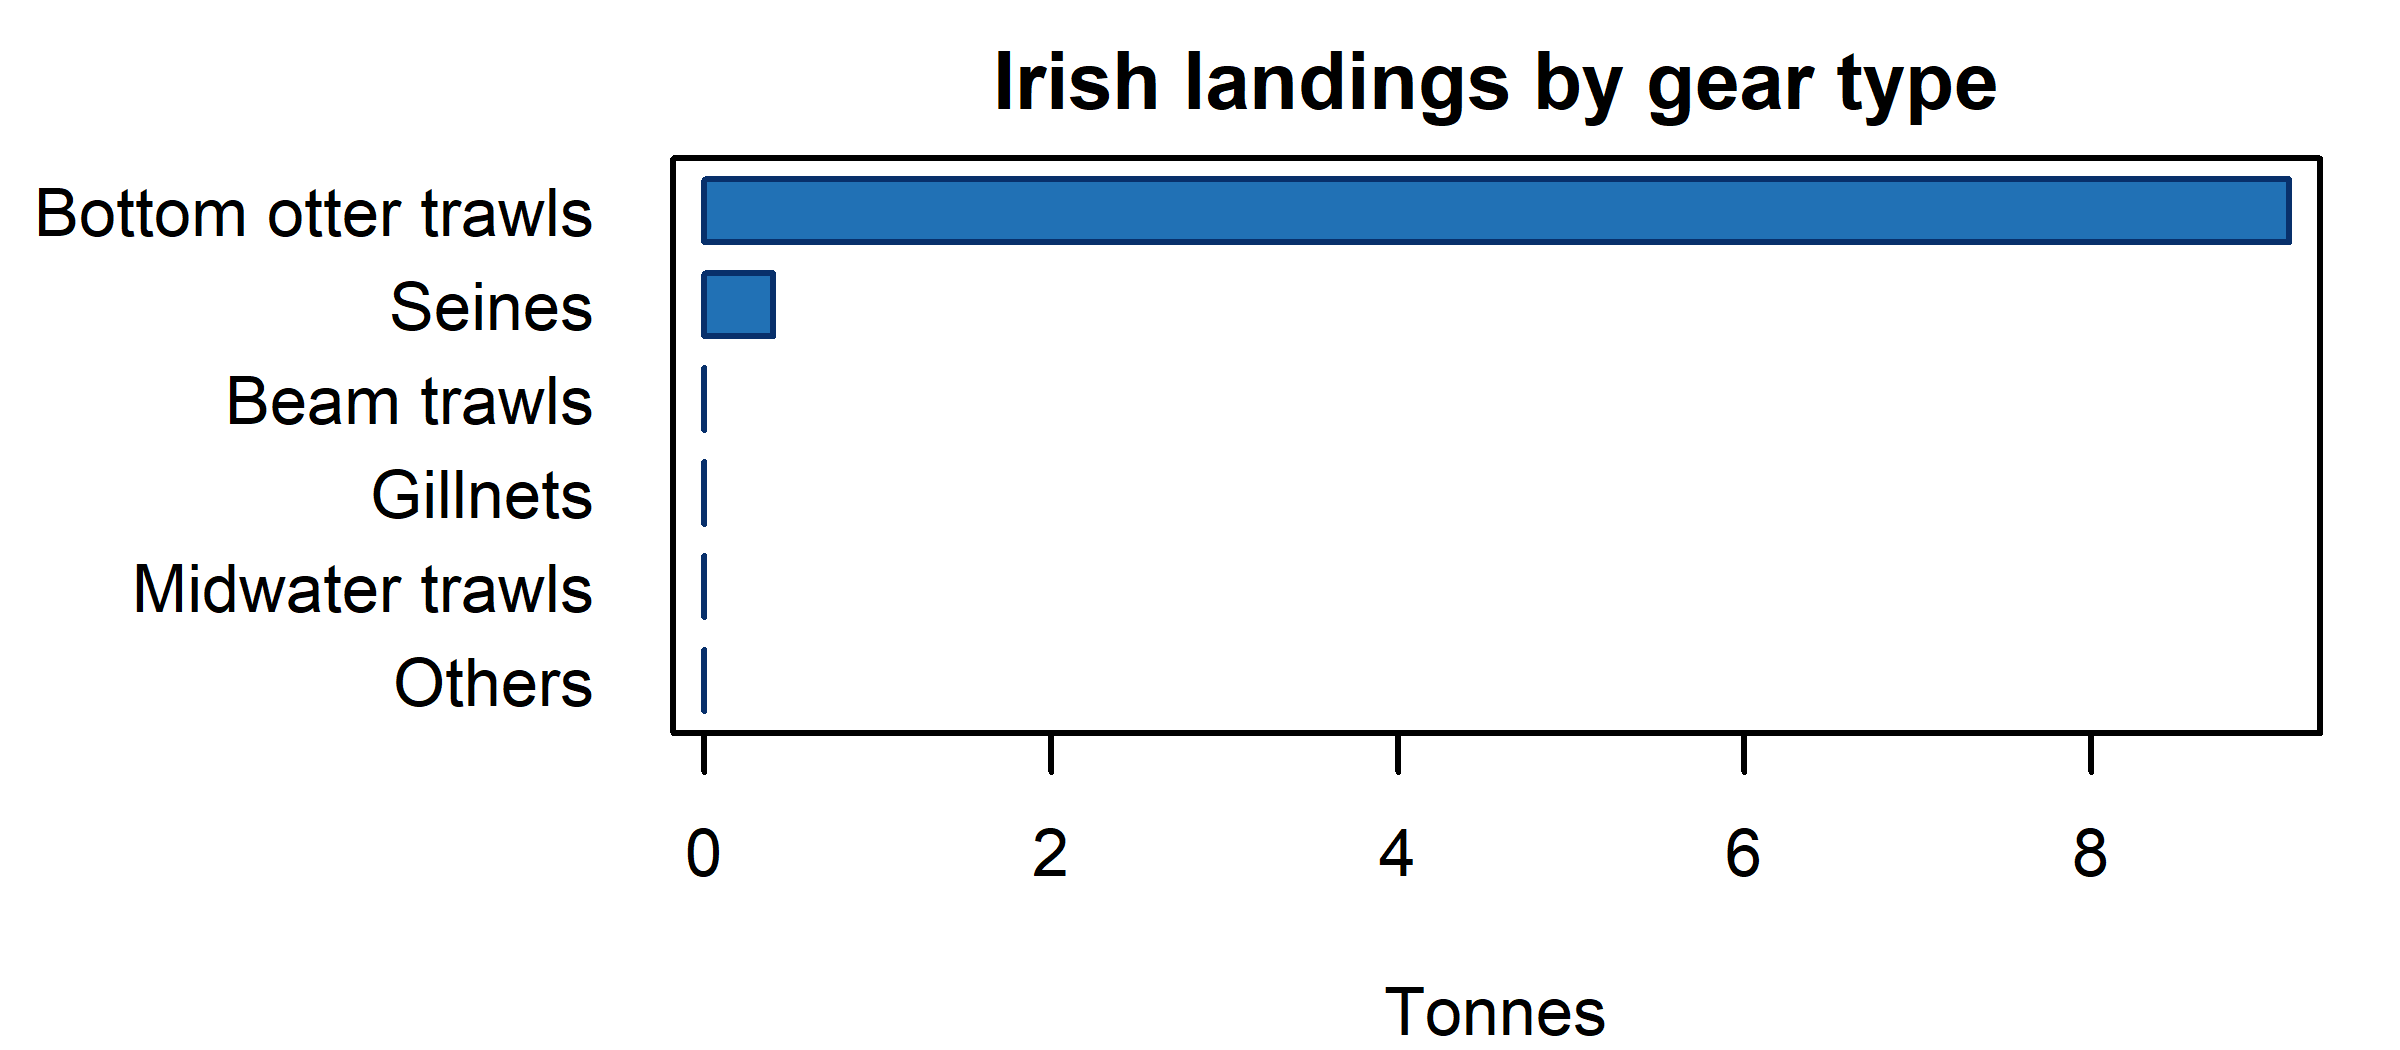 Irish landings by gear type
Bottom otter trawls
Seines
Beam trawls
Gillnets
Midwater trawls
Others
0 2 4 6 8
Tonnes